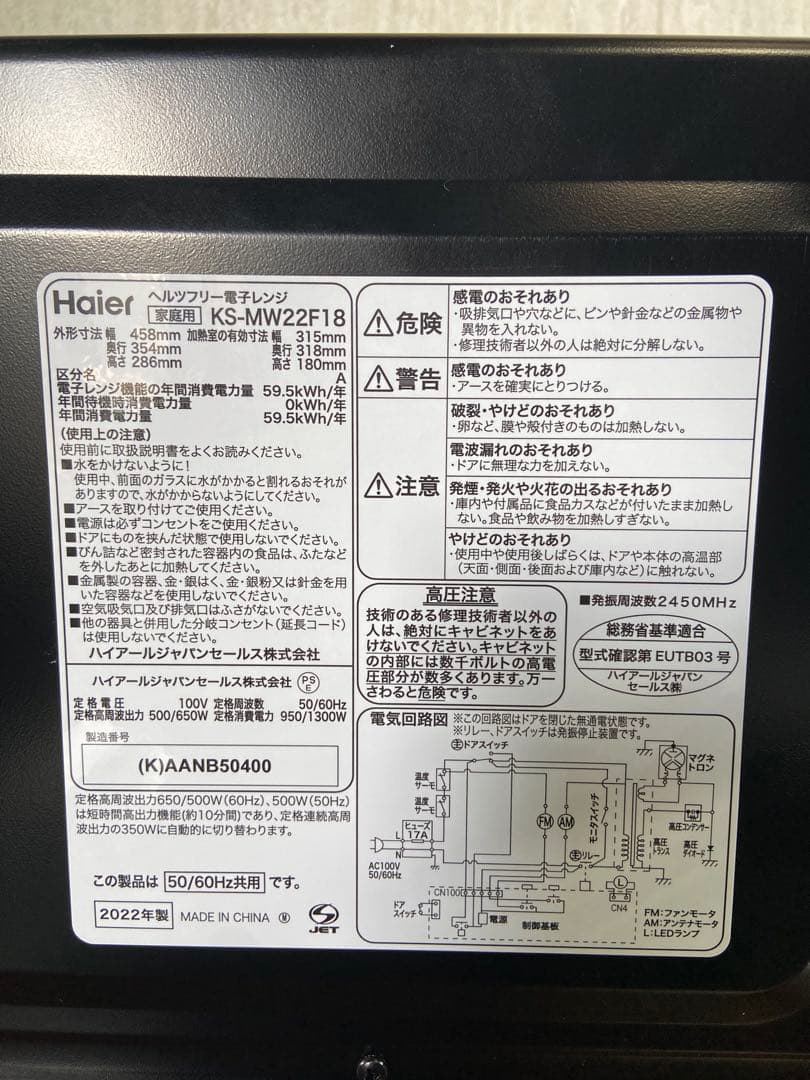 Haier ヘルツフリー電子レンジ
家庭用 KS-MW22F18
外形寸法 幅 458mm 加熱室の有効寸法 幅 315mm
奥行 354mm 奥行 318mm
高さ 286mm 高さ 180mm
区分名 A
電子レンジ機能の年間消費電力量 59.5kWh/年
年間待機時消費電力量 0kWh/年
年間消費電力量 59.5kWh/年
(使用上の注意)
使用前に取扱説明書をよくお読みください。
■水をかけないように!
使用中、前面のガラスに水がかかると割れるおそれが
ありますので、水がかからないようにしてください。
■アースを取り付けてご使用ください。
■電源は必ずコンセントをご使用ください。
■ドアにものを挟んだ状態で使用しないでください。
■びん詰など密封された容器内の食品は、ふたなど
を外したあとに加熱してください。
■金属製の容器、金・銀はく、金・銀粉又は針金を用
いた容器などを使用しないでください。
■空気吸気口及び排気口はふさがないでください。
■他の器具と併用した分岐コンセント(延長コード)
は使用しないでください。
ハイアールジャパンセールス株式会社
ハイアールジャパンセールス株式会社 PSE
定格電圧 100V 定格周波数 50/60Hz
定格高周波出力 500/650W 定格消費電力 950/1300W
製造番号
(K)AANB50400
定格高周波出力650/500W(60Hz)、500W(50Hz)
は短時間高出力機能(約10分間)であり、定格連続高周
波出力の350Wに自動的に切り替わります。
この製品は 50/60Hz共用 です。
2022年製 MADE IN CHINA Ⓜ JET
危険
感電のおそれあり
・吸排気口や穴などに、ピンや針金などの金属物や
異物を入れない。
・修理技術者以外の人は絶対に分解しない。
警告
感電のおそれあり
・アースを確実にとりつける。
注意
破裂・やけどのおそれあり
・卵など、膜や殻付きのものは加熱しない。
電波漏れのおそれあり
・ドアに無理な力を加えない。
発煙・発火や火花の出るおそれあり
・庫内や付属品に食品カスなどが付いたまま加熱し
ない。食品や飲み物を加熱しすぎない。
やけどのおそれあり
・使用中や使用後しばらくは、ドアや本体の高温部
(天面・側面・後面および庫内など)に触れない。
高圧注意
技術のある修理技術者以外の
人は、絶対にキャビネットをあ
けないでください。キャビネット
の内部には数千ボルトの高電
圧部分が数多くあります。万一
さわると危険です。
■発振周波数2450MHz
総務省基準適合
型式確認第 EUTB03 号
ハイアールジャパン
セールス㈱
電気回路図 ※この回路図はドアを閉じた無通電状態です。
※リレー、ドアスイッチは発振停止装置です。
主ドアスイッチ
マグネ
トロン
温度
サーモ
温度
サーモ
ヒューズ
17A
L
N
AC100V
50/60Hz
FM
AM
モニタスイッチ
主リレー
高圧
トランス
高圧コンデンサー
高圧
ダイオード
CN100
ドア
スイッチ
電源
制御基板
L
CN4
FM:ファンモータ
AM:アンテナモータ
L:LEDランプ